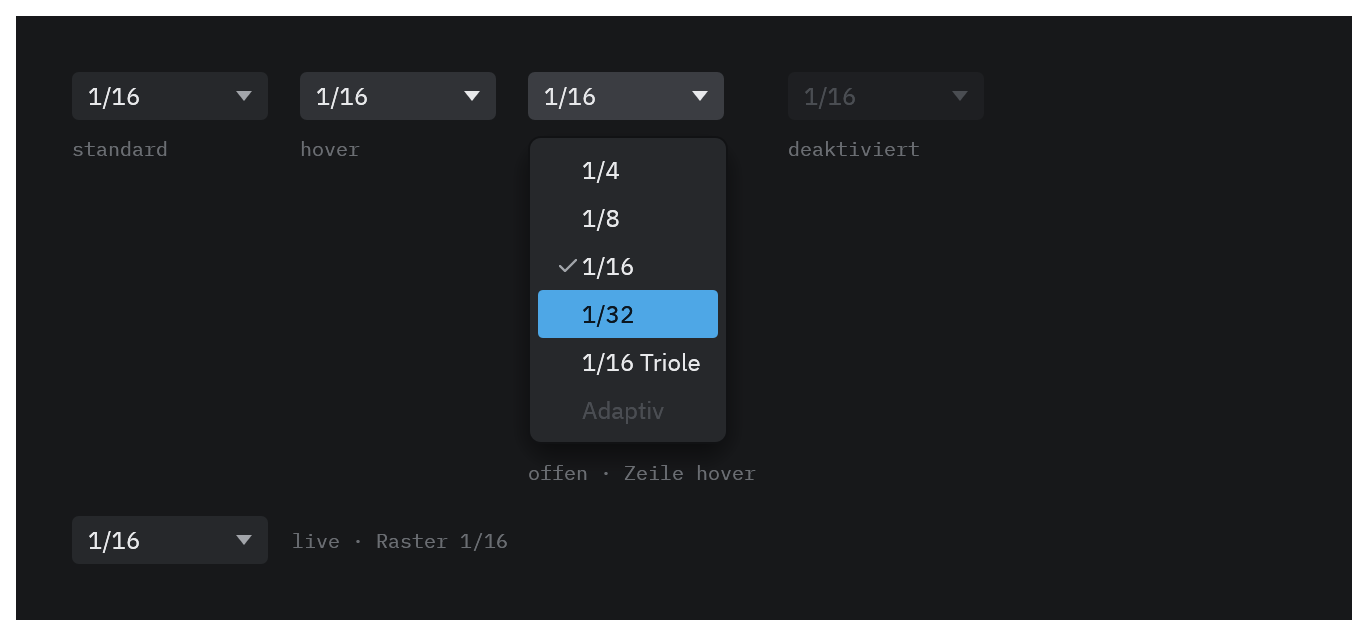 1/16
1/16
1/16
1/16
standard
hover
deaktiviert
1/4
1/8
1/16
1/32
1/16 Triole
Adaptiv
offen · Zeile hover
1/16
live · Raster 1/16